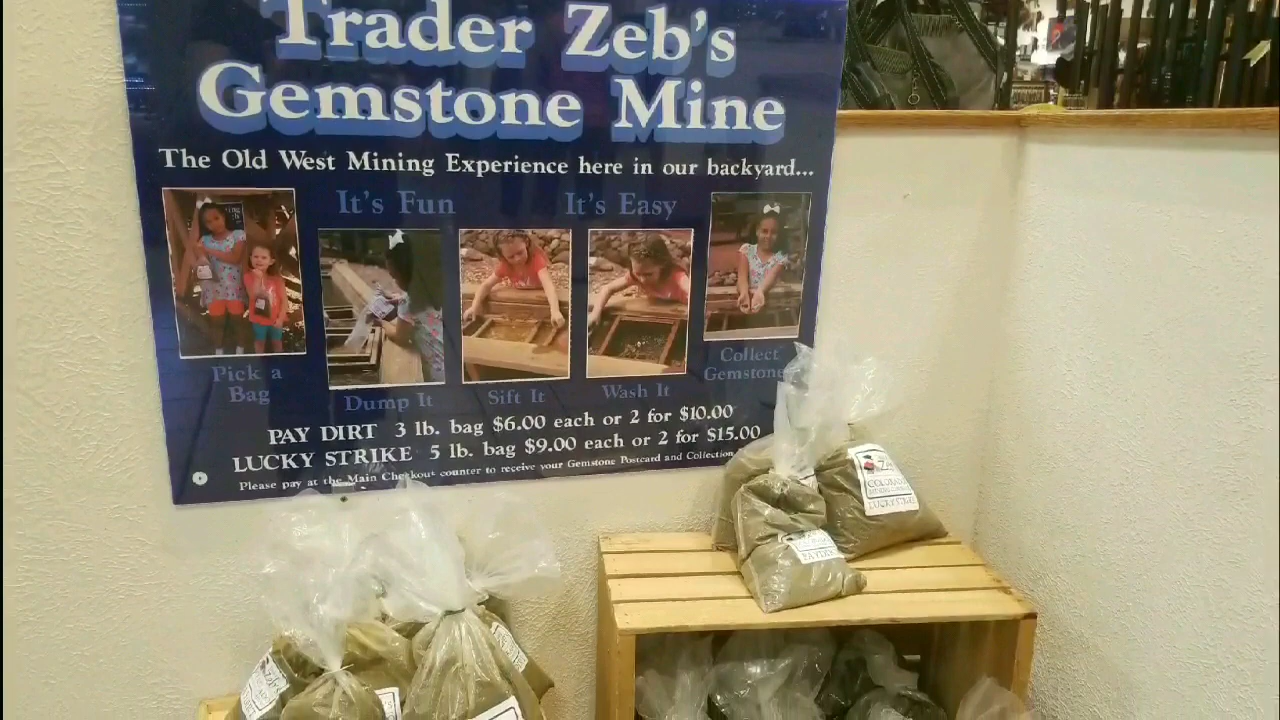 Trader Zeb's
Gemstone Mine
The Old West Mining Experience here in our backyard...
It's Fun
It's Easy
Pick a
Bag
Dump It
Sift It
Wash It
Collect
Gemstone
PAY DIRT 3 lb. bag $6.00 each or 2 for $10.00
LUCKY STRIKE 5 lb. bag $9.00 each or 2 for $15.00
Please pay at the Main Checkout counter to receive your Gemstone Postcard and Collection
COLORADO
LUCKY STRIKE